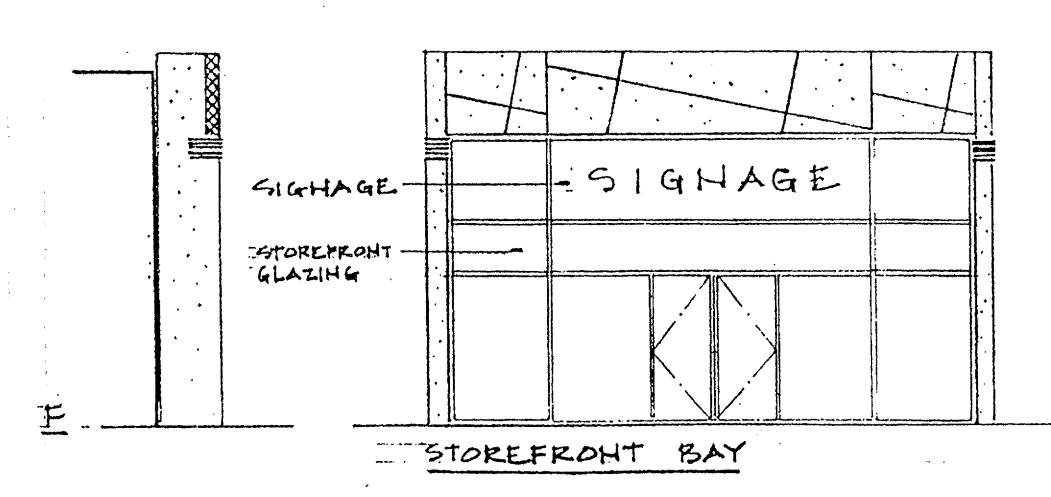 SIGNAGE
SIGNAGE
STOREFRONT
GLAZING
F
STOREFRONT BAY